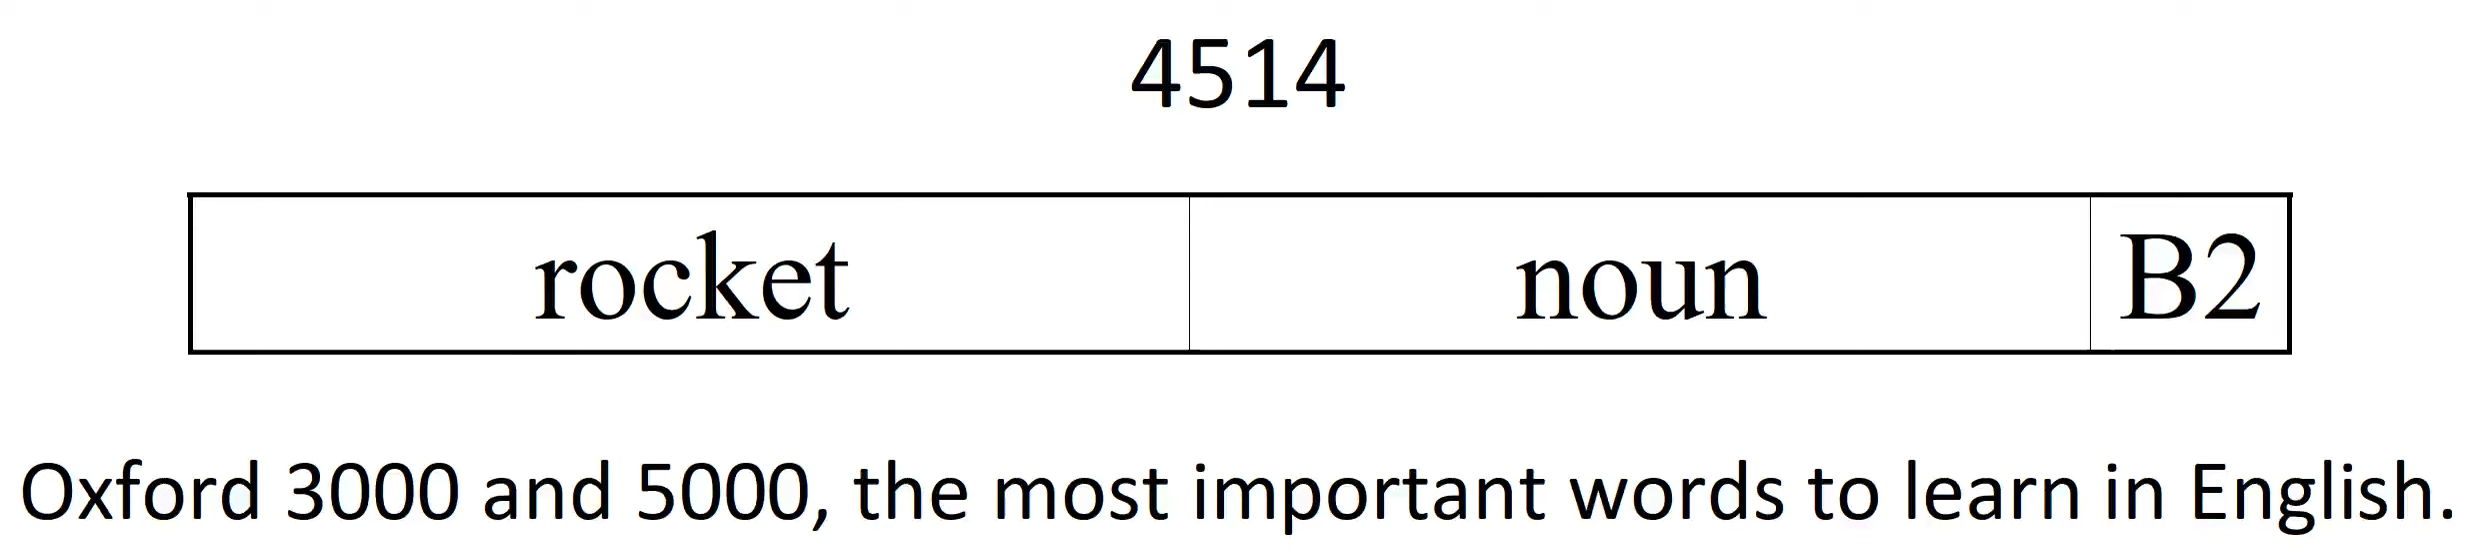 4514
rocket noun B2
Oxford 3000 and 5000, the most important words to learn in English.